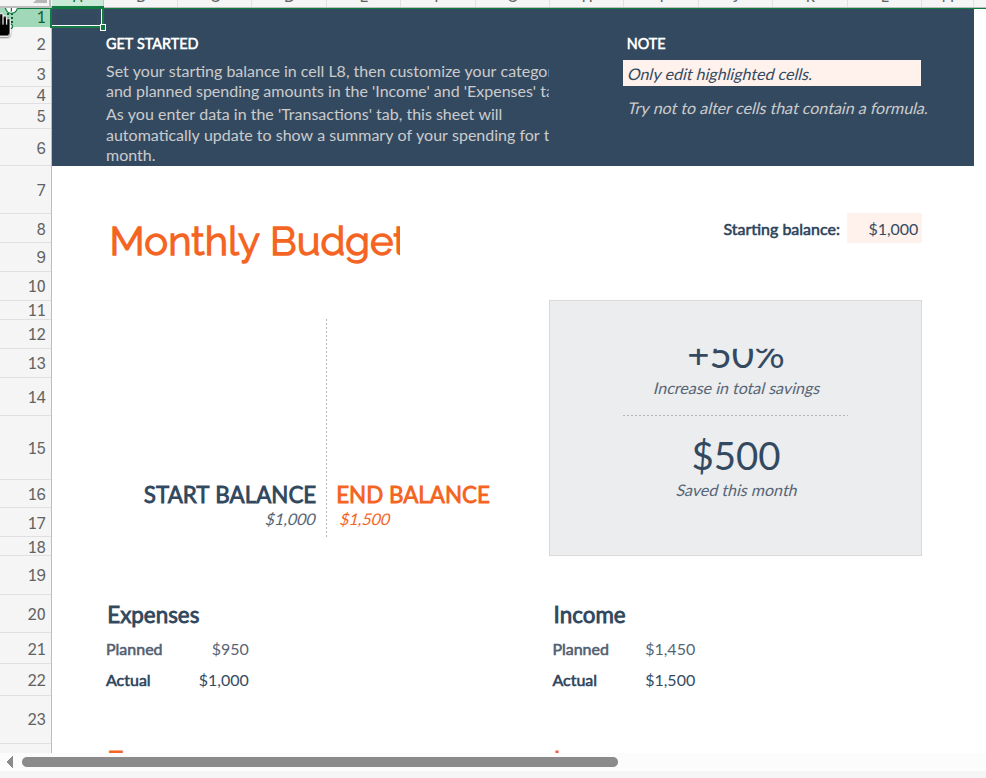 1
2
GET STARTED
NOTE
3
Set your starting balance in cell L8, then customize your
Only edit highlighted cells.
4
and planned spending amounts in the 'Income' and 'Expenses'
5
As you enter data in the 'Transactions' tab, this sheet will
Try not to alter cells that contain a formula.
6
automatically update to show a summary of your spending for
month.
7
8
Monthly Budget
Starting balance:
$1,000
9
10
11
12
13
+50%
Increase in total savings
14
15
$500
16
START BALANCE
END BALANCE
Saved this month
17
$1,000
$1,500
18
19
20
Expenses
Income
21
Planned
$950
Planned
$1,450
22
Actual
$1,000
Actual
$1,500
23